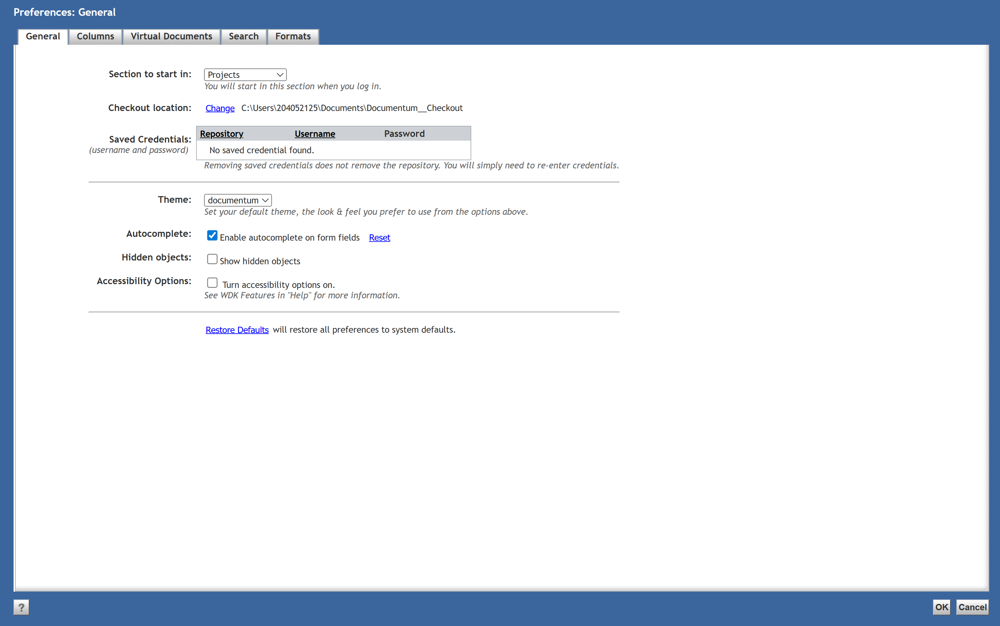 Preferences: General
General Columns Virtual Documents Search Formats
Section to start in: Projects
You will start in this section when you log in.
Checkout location: Change C:\Users\204052125\Documents\Documentum__Checkout
Repository Username Password
Saved Credentials:
(username and password) No saved credential found.
Removing saved credentials does not remove the repository. You will simply need to re-enter credentials.
Theme: documentum
Set your default theme, the look & feel you prefer to use from the options above.
Autocomplete: Enable autocomplete on form fields Reset
Hidden objects: Show hidden objects
Accessibility Options: Turn accessibility options on.
See WDK Features in "Help" for more information.
Restore Defaults will restore all preferences to system defaults.
? OK Cancel